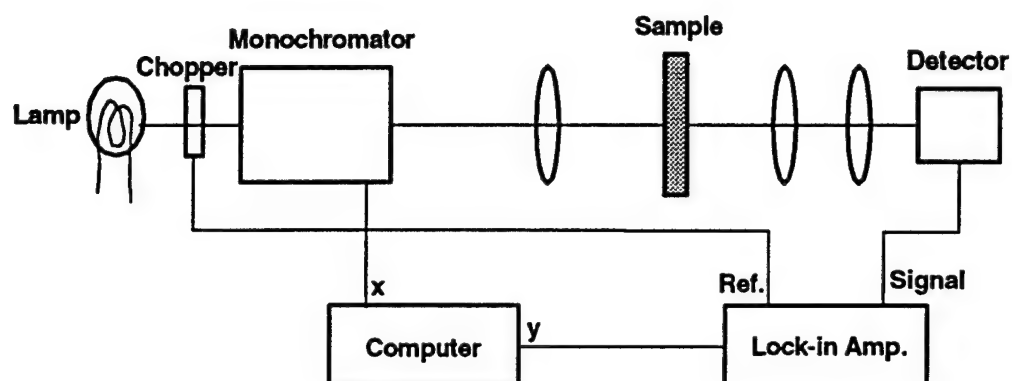 Sample
Monochromator
Chopper
Detector
Lamp
Ref.
Signal
x
y
Computer
Lock-in Amp.